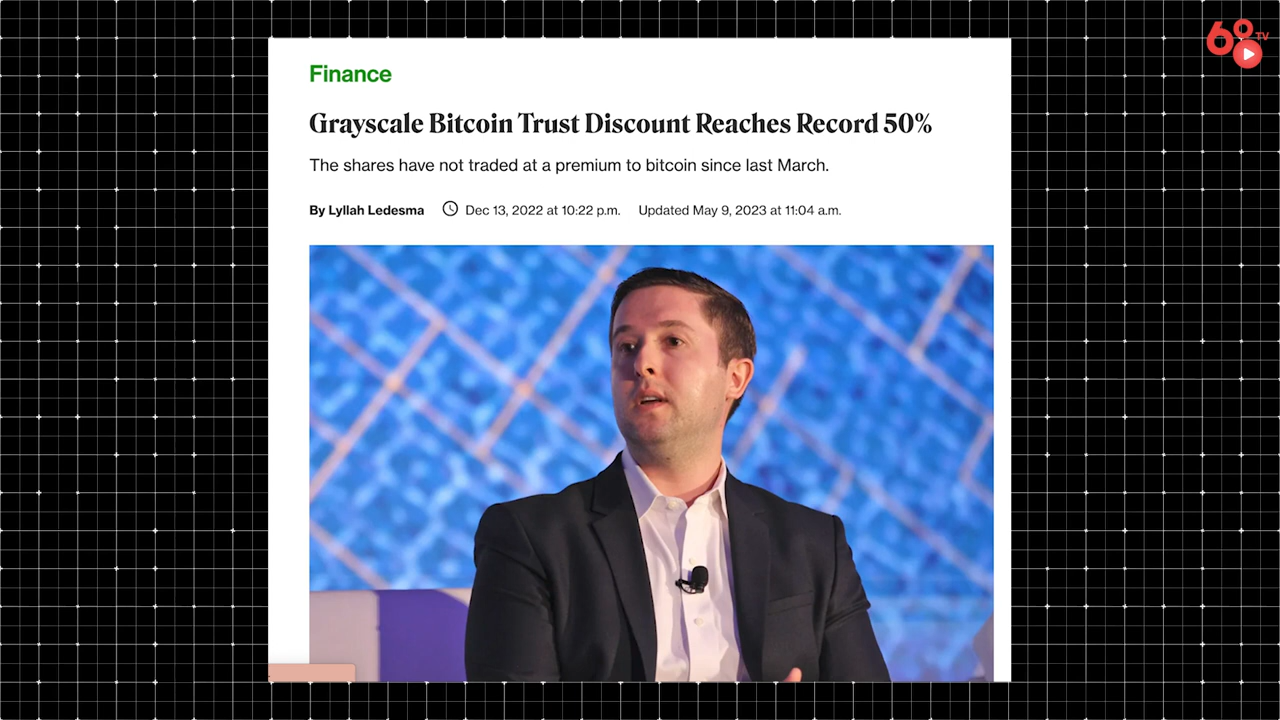 6 TV
Finance
Grayscale Bitcoin Trust Discount Reaches Record 50%
The shares have not traded at a premium to bitcoin since last March.
By Lyllah Ledesma Dec 13, 2022 at 10:22 p.m. Updated May 9, 2023 at 11:04 a.m.